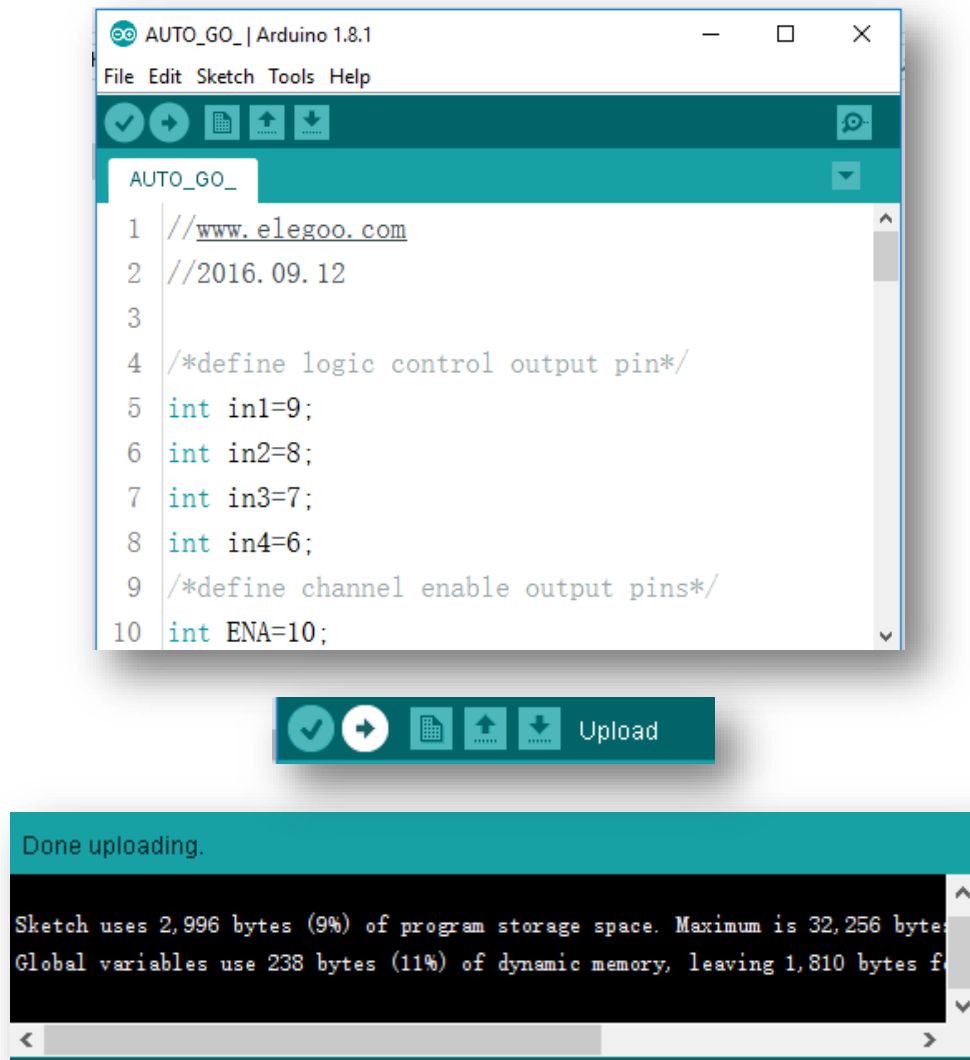 AUTO_GO_ | Arduino 1.8.1
File Edit Sketch Tools Help
AUTO_GO_
1 //www.elegoo.com
2 //2016.09.12
3
4 /*define logic control output pin*/
5 int in1=9;
6 int in2=8;
7 int in3=7;
8 int in4=6;
9 /*define channel enable output pins*/
10 int ENA=10;
Upload
Done uploading.
Sketch uses 2,996 bytes (9%) of program storage space. Maximum is 32,256 bytes
Global variables use 238 bytes (11%) of dynamic memory, leaving 1,810 bytes